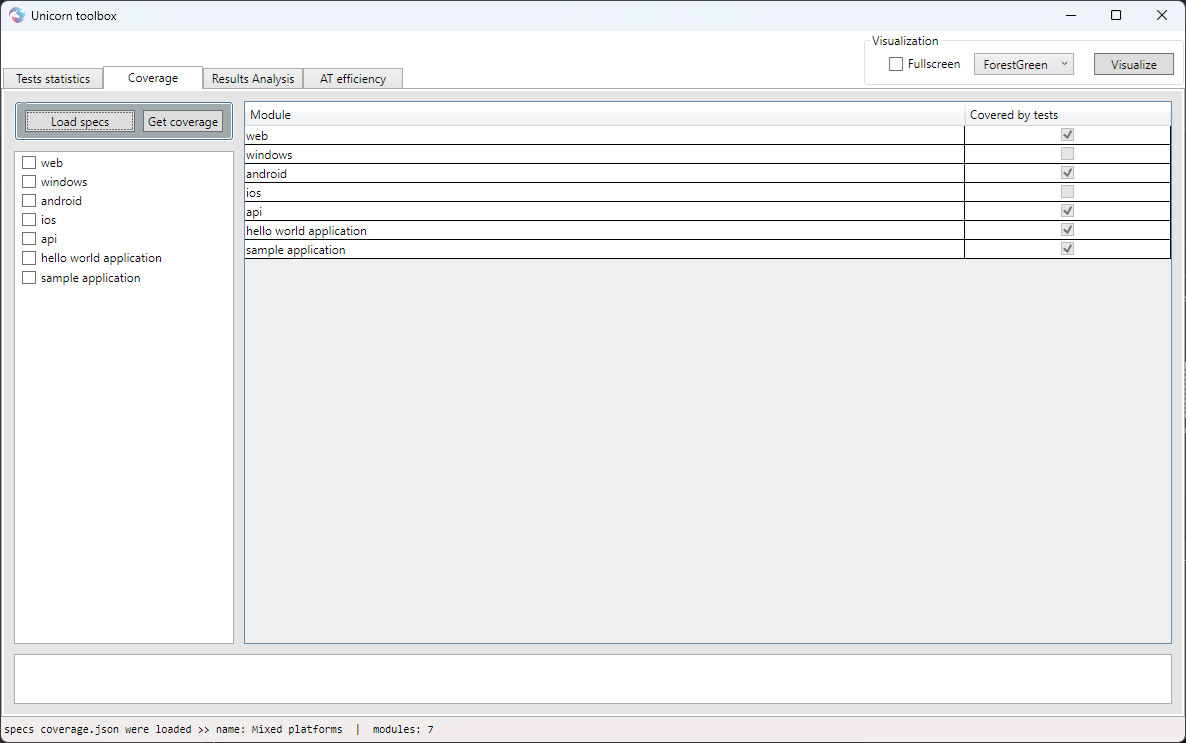 Unicorn toolbox
Visualization
Fullscreen ForestGreen Visualize
Tests statistics Coverage Results Analysis AT efficiency
Load specs Get coverage
web
windows
android
ios
api
hello world application
sample application
Module Covered by tests
web
windows
android
ios
api
hello world application
sample application
specs coverage.json were loaded >> name: Mixed platforms | modules: 7